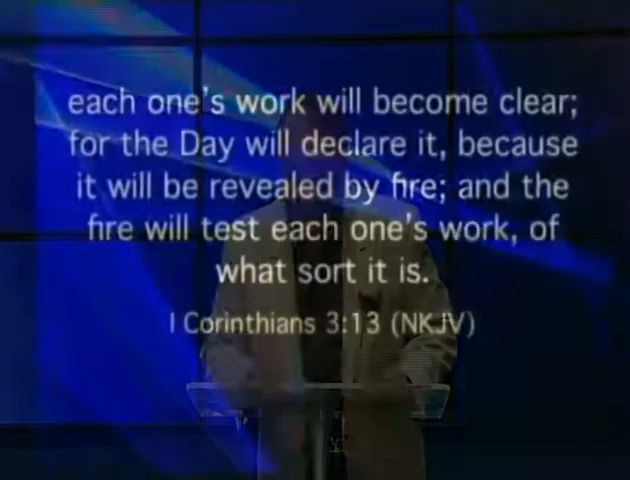 each one's work will become clear;
for the Day will declare it, because
it will be revealed by fire; and the
fire will test each one's work, of
what sort it is.
I Corinthians 3:13 (NKJV)